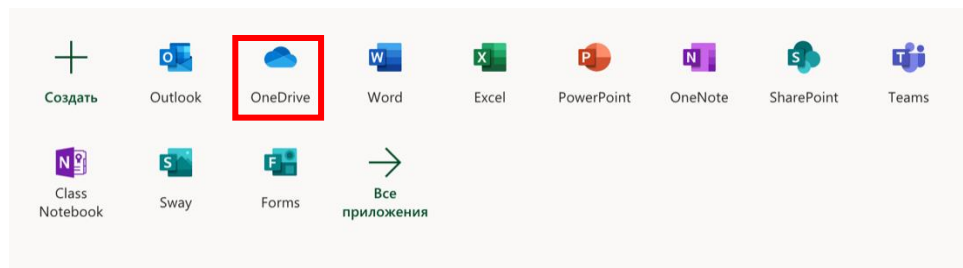 Создать
Outlook
OneDrive
Word
Excel
PowerPoint
OneNote
SharePoint
Teams
Class
Notebook
Sway
Forms
Все
приложения